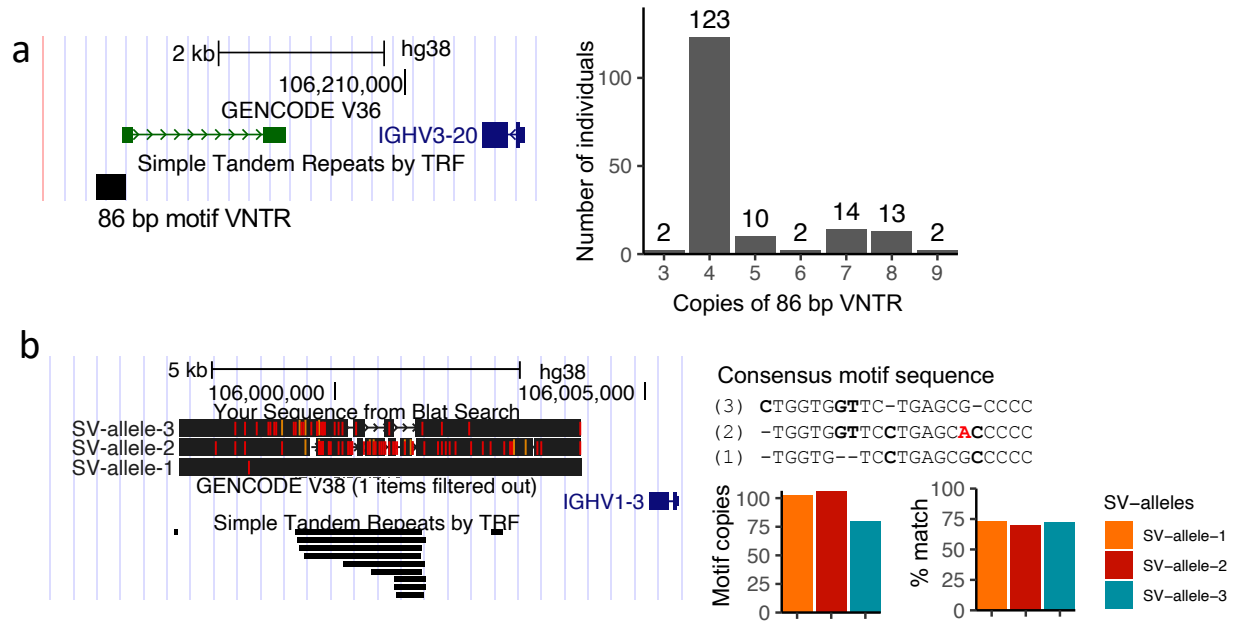 a
2 kb hg38
106,210,000
GENCODE V36
IGHV3-20
Simple Tandem Repeats by TRF
86 bp motif VNTR
Number of individuals
100
50
0
2 123 10 2 14 13 2
3 4 5 6 7 8 9
Copies of 86 bp VNTR
b
5 kb hg38
106,000,000 106,005,000
Your Sequence from Blat Search
SV-allele-3
SV-allele-2
SV-allele-1
GENCODE V38 (1 items filtered out)
IGHV1-3
Simple Tandem Repeats by TRF
Consensus motif sequence
(3) CTGGTGGTTC-TGAGCG-CCCC
(2) -TGGTGGTTCCTGAGCACCCCC
(1) -TGGTG--TCCTGAGCGCCCCC
Motif copies
100
75
50
25
0
% match
100
75
50
25
0
SV-alleles
SV-allele-1
SV-allele-2
SV-allele-3